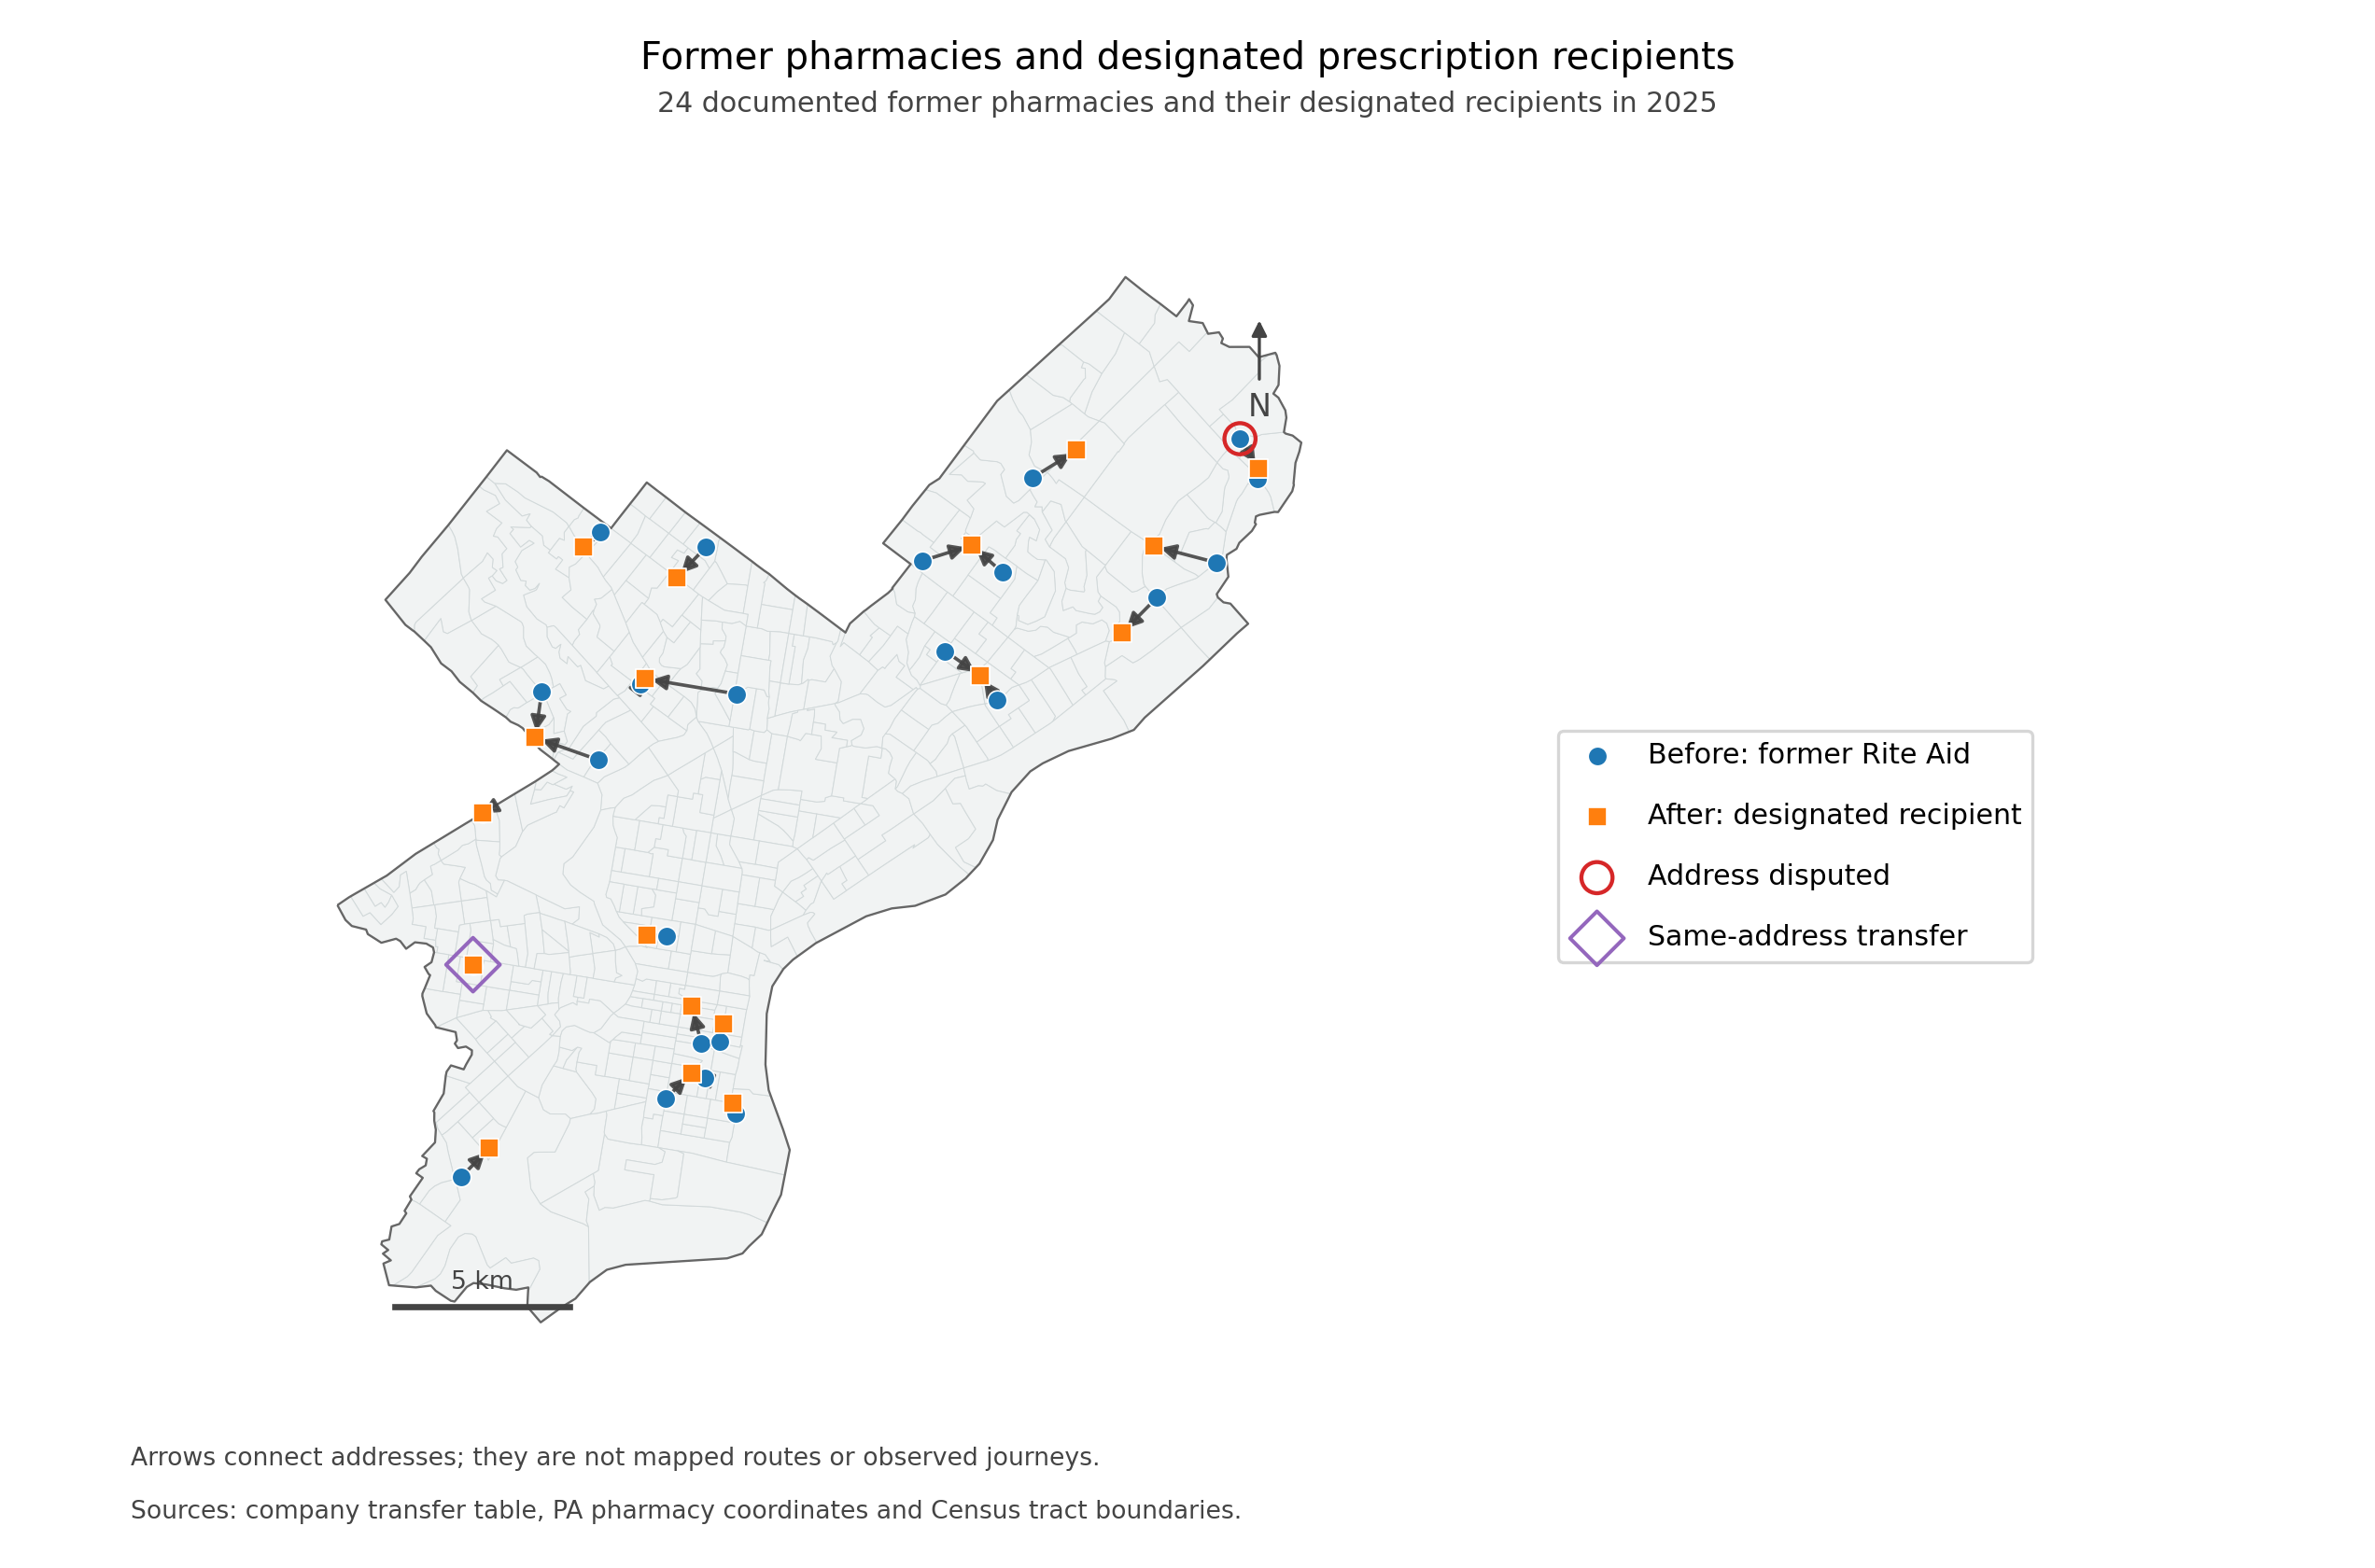 Former pharmacies and designated prescription recipients
24 documented former pharmacies and their designated recipients in 2025
N
Before: former Rite Aid
After: designated recipient
Address disputed
Same-address transfer
5 km
Arrows connect addresses; they are not mapped routes or observed journeys.
Sources: company transfer table, PA pharmacy coordinates and Census tract boundaries.